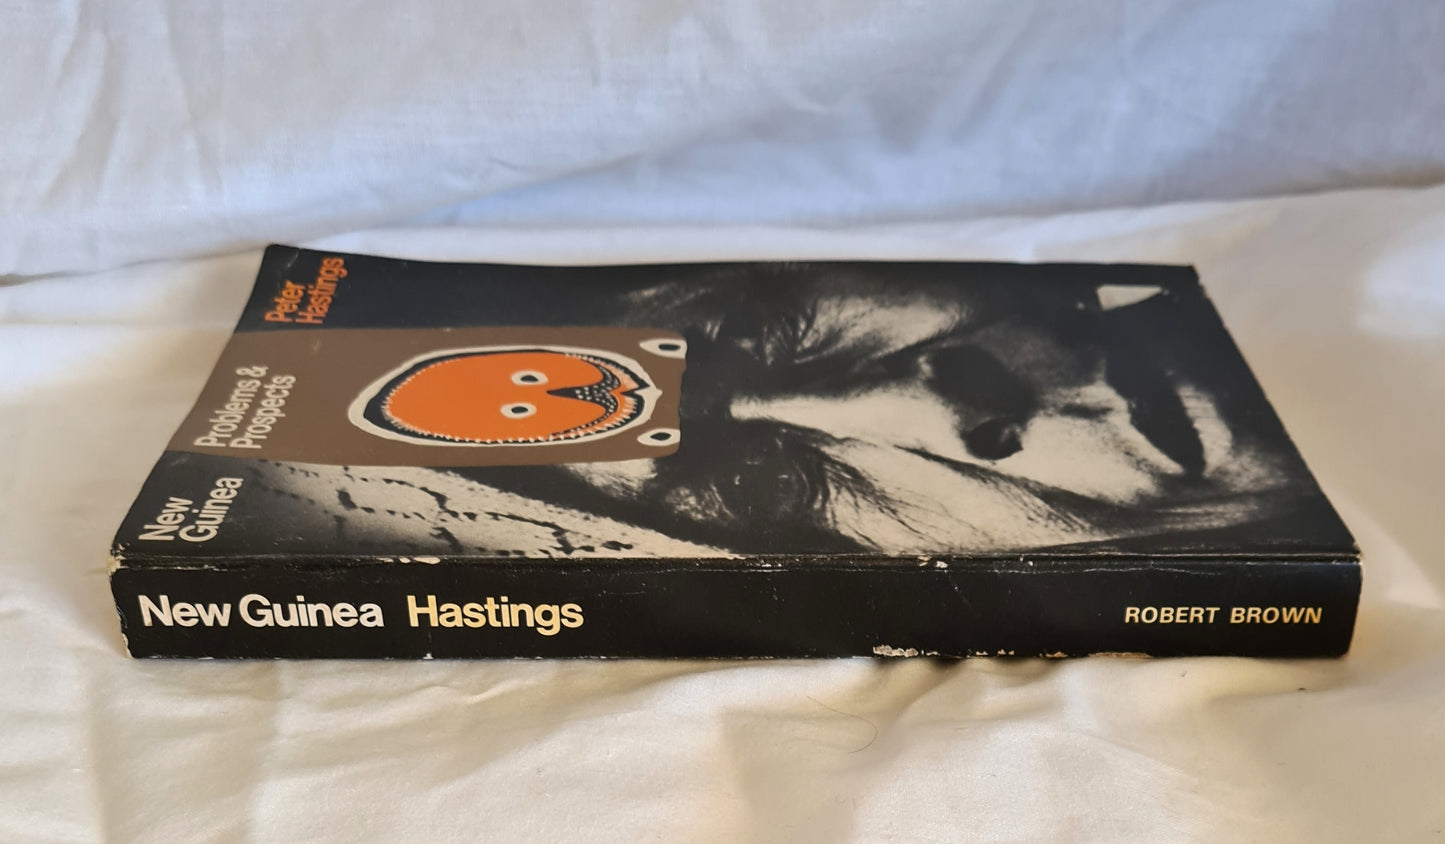 New
Guinea
Problems &
Prospects
Peter
Hastings
New Guinea Hastings ROBERT BROWN